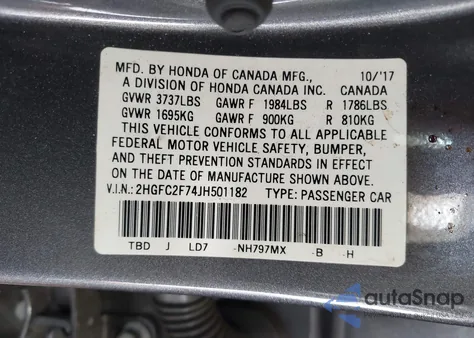 MFD. BY HONDA OF CANADA MFG., 10/'17
A DIVISION OF HONDA CANADA INC. CANADA
GVWR 3737LBS GAWR F 1984LBS R 1786LBS
GVWR 1695KG GAWR F 900KG R 810KG
THIS VEHICLE CONFORMS TO ALL APPLICABLE
FEDERAL MOTOR VEHICLE SAFETY, BUMPER,
AND THEFT PREVENTION STANDARDS IN EFFECT
ON THE DATE OF MANUFACTURE SHOWN ABOVE.
V.I.N.: 2HGFC2F74JH501182 TYPE: PASSENGER CAR
TBD J LD7 -NH797MX -B -H
autoSnap